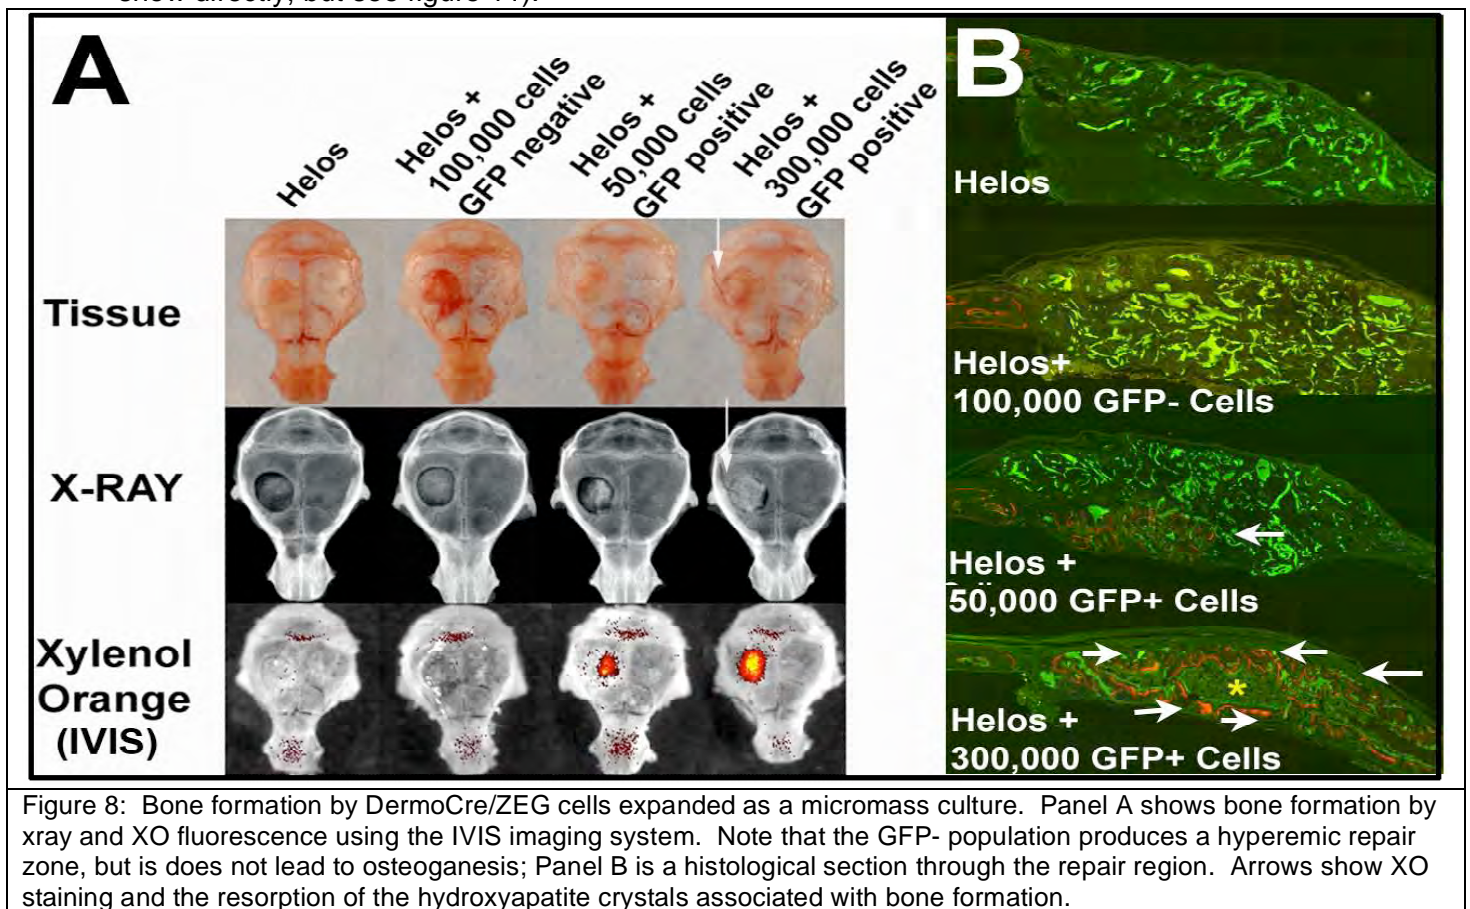 A
B
Helos
Helos +
100,000 cells
GFP negative
Helos +
50,000 cells
GFP positive
Helos +
300,000 cells
GFP positive
Tissue
X-RAY
Xylenol
Orange
(IVIS)
Helos
Helos+
100,000 GFP- Cells
Helos +
50,000 GFP+ Cells
*
Helos +
300,000 GFP+ Cells
Figure 8: Bone formation by DermoCre/ZEG cells expanded as a micromass culture. Panel A shows bone formation by
xray and XO fluorescence using the IVIS imaging system. Note that the GFP- population produces a hyperemic repair
zone, but is does not lead to osteoganesis; Panel B is a histological section through the repair region. Arrows show XO
staining and the resorption of the hydroxyapatite crystals associated with bone formation.